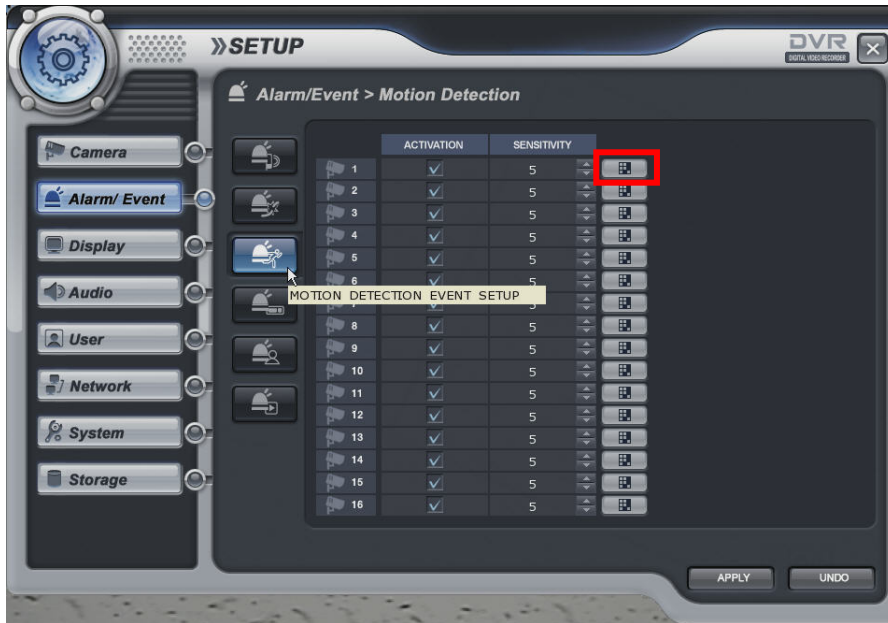 »SETUP
DVR
DIGITAL VIDEO RECORDER
Alarm/Event > Motion Detection
Camera
Alarm/ Event
Display
Audio
User
Network
System
Storage
ACTIVATION SENSITIVITY
1 5
2 5
3 5
4 5
5 5
6 5
MOTION DETECTION EVENT SETUP
7 5
8 5
9 5
10 5
11 5
12 5
13 5
14 5
15 5
16 5
APPLY UNDO